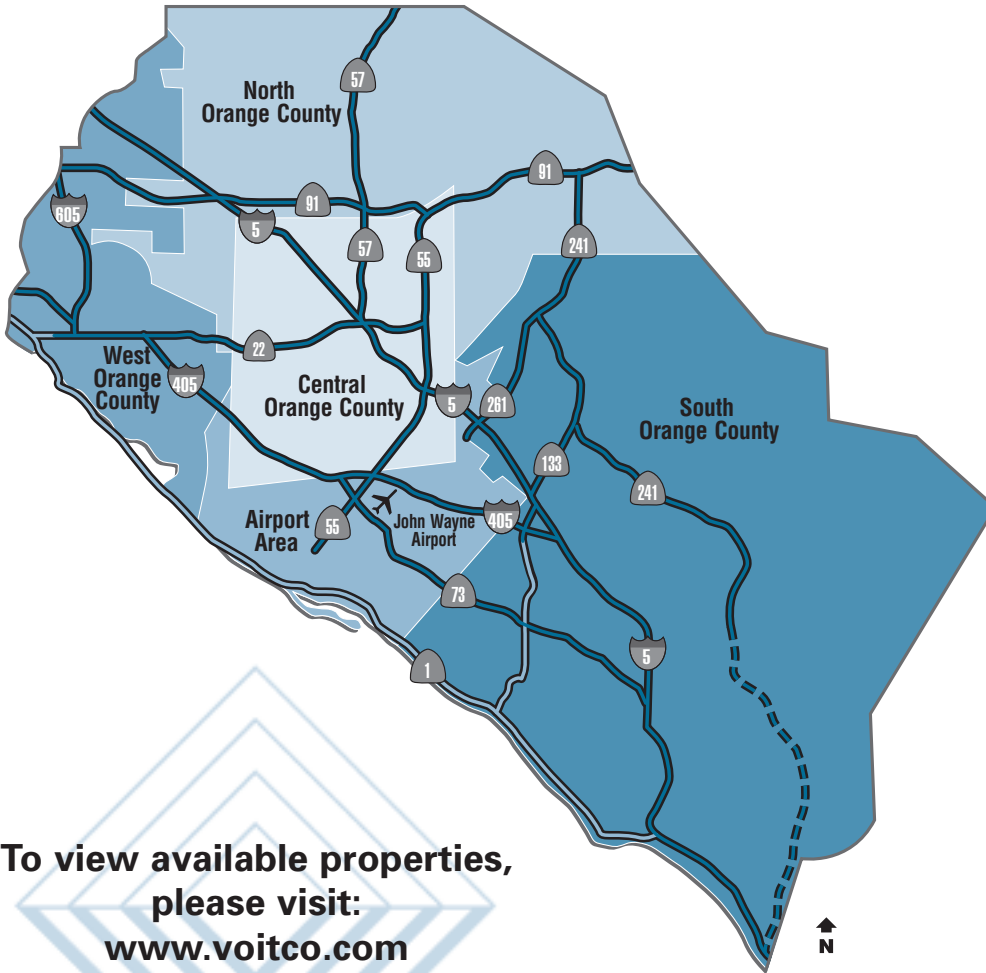 57
North
Orange County
91
91
605
5
57
55
241
22
West
Orange
County
405
Central
Orange County
5
261
South
Orange County
133
241
Airport
Area
55
John Wayne
Airport
405
73
5
1
To view available properties,
please visit:
www.voitco.com
N